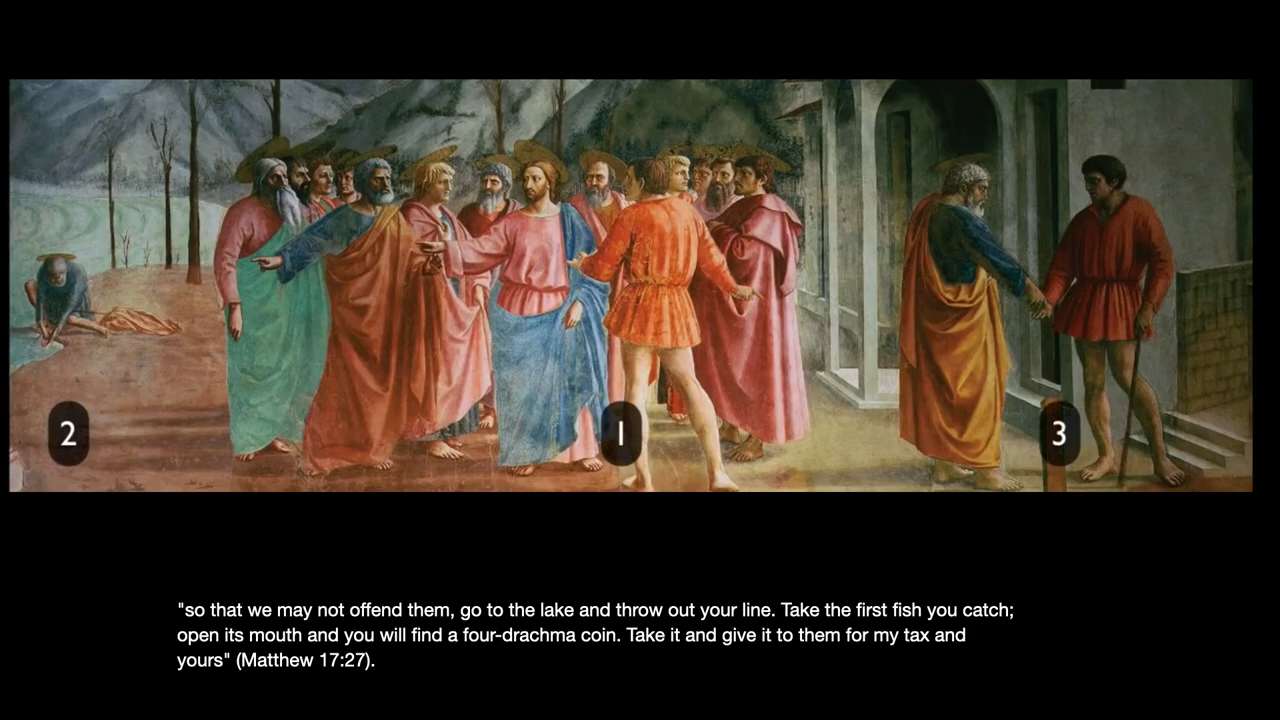 2
1
3
"so that we may not offend them, go to the lake and throw out your line. Take the first fish you catch;
open its mouth and you will find a four-drachma coin. Take it and give it to them for my tax and
yours" (Matthew 17:27).